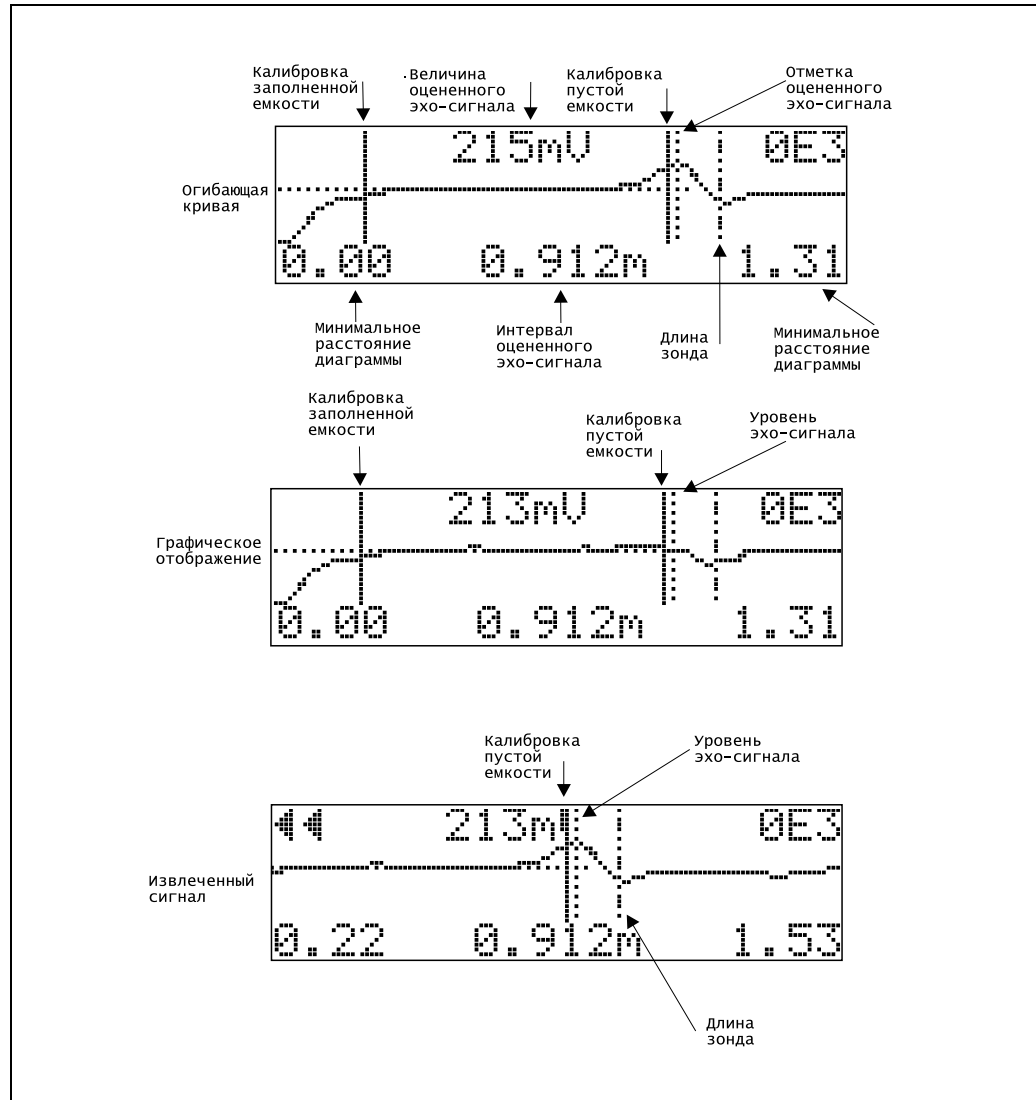 Калибровка
заполненной
емкости
.Величина
оцененного
эхо-сигнала
Калибровка
пустой
емкости
Отметка
оцененного
эхо-сигнала
215mV
0E3
Огибающая
кривая
0.00
0.912m
1.31
Минимальное
расстояние
диаграммы
Интервал
оцененного
эхо-сигнала
Длина
зонда
Минимальное
расстояние
диаграммы
Калибровка
заполненной
емкости
Калибровка
пустой
емкости
Уровень
эхо-сигнала
213mV
0E3
Графическое
отображение
0.00
0.912m
1.31
Калибровка
пустой
емкости
Уровень
эхо-сигнала
213m
0E3
Извлеченный
сигнал
0.22
0.912m
1.53
Длина
зонда